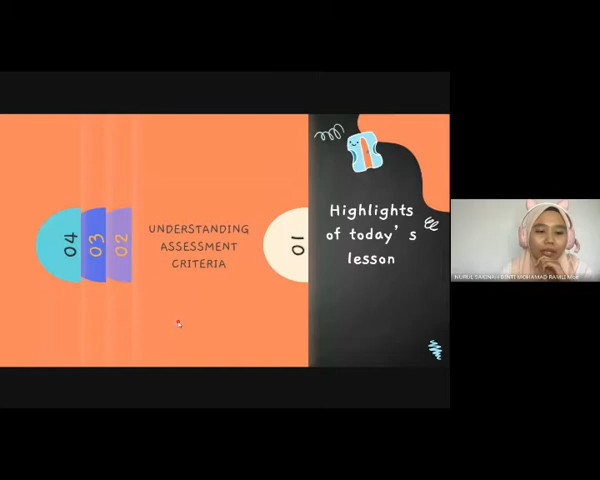 Highlights
of today's
lesson
01
UNDERSTANDING
ASSESSMENT
CRITERIA
02
03
04